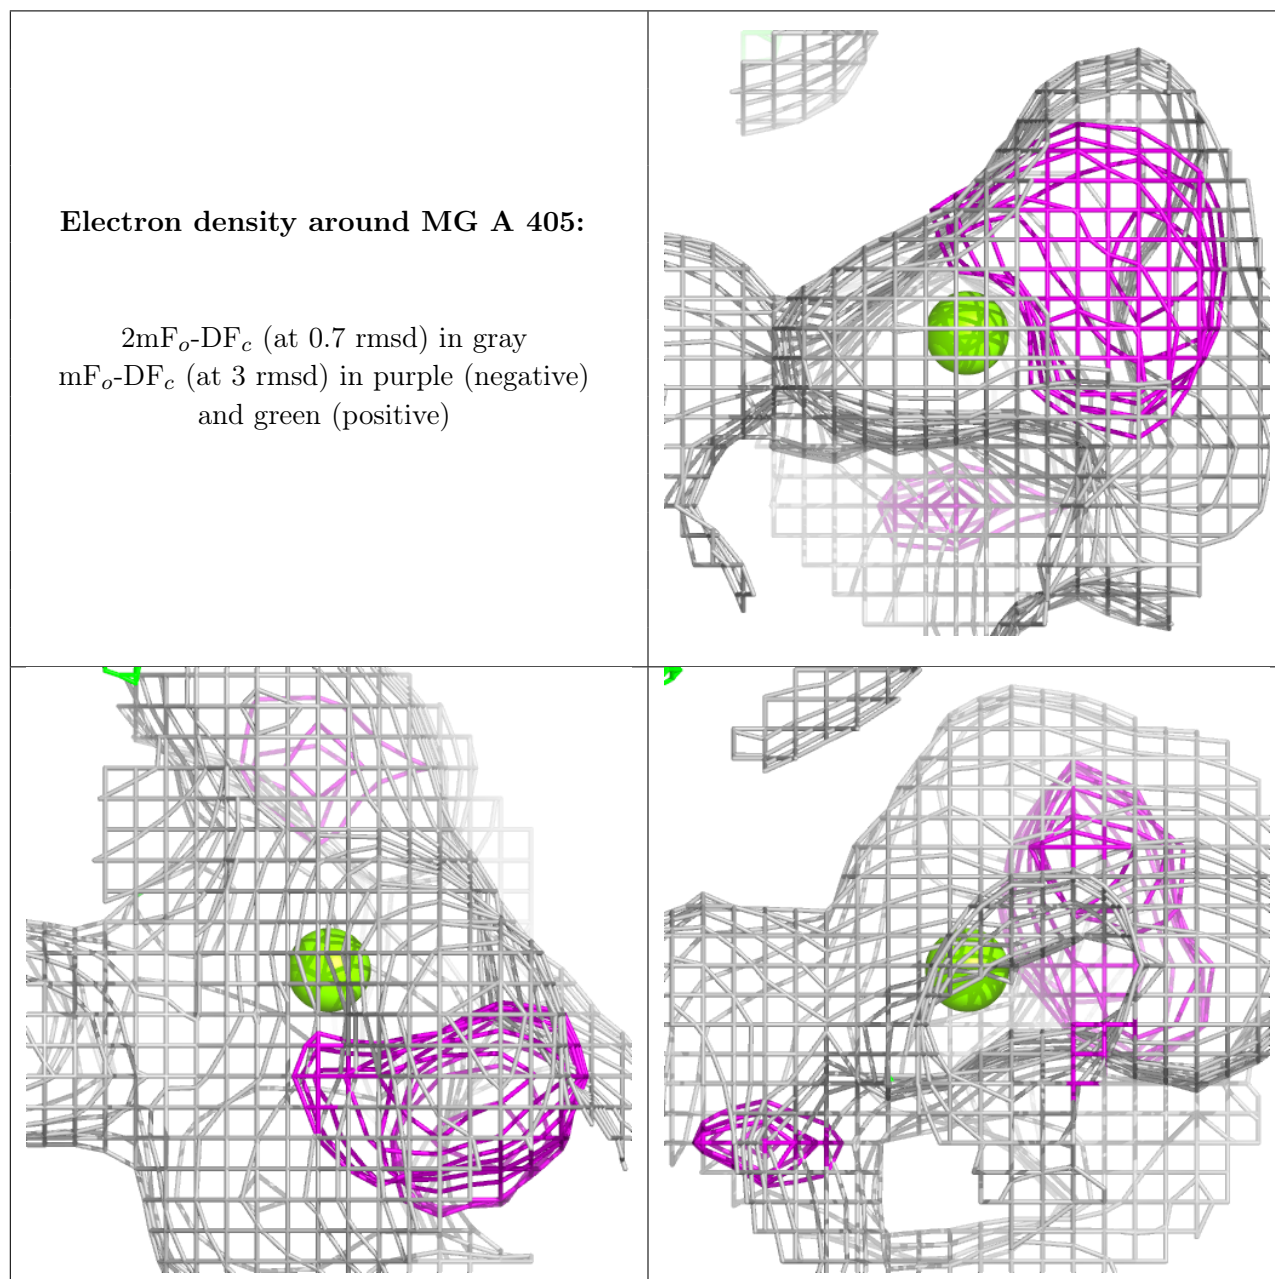 Electron density around MG A 405:
2mFo-DFc (at 0.7 rmsd) in gray
mFo-DFc (at 3 rmsd) in purple (negative)
and green (positive)